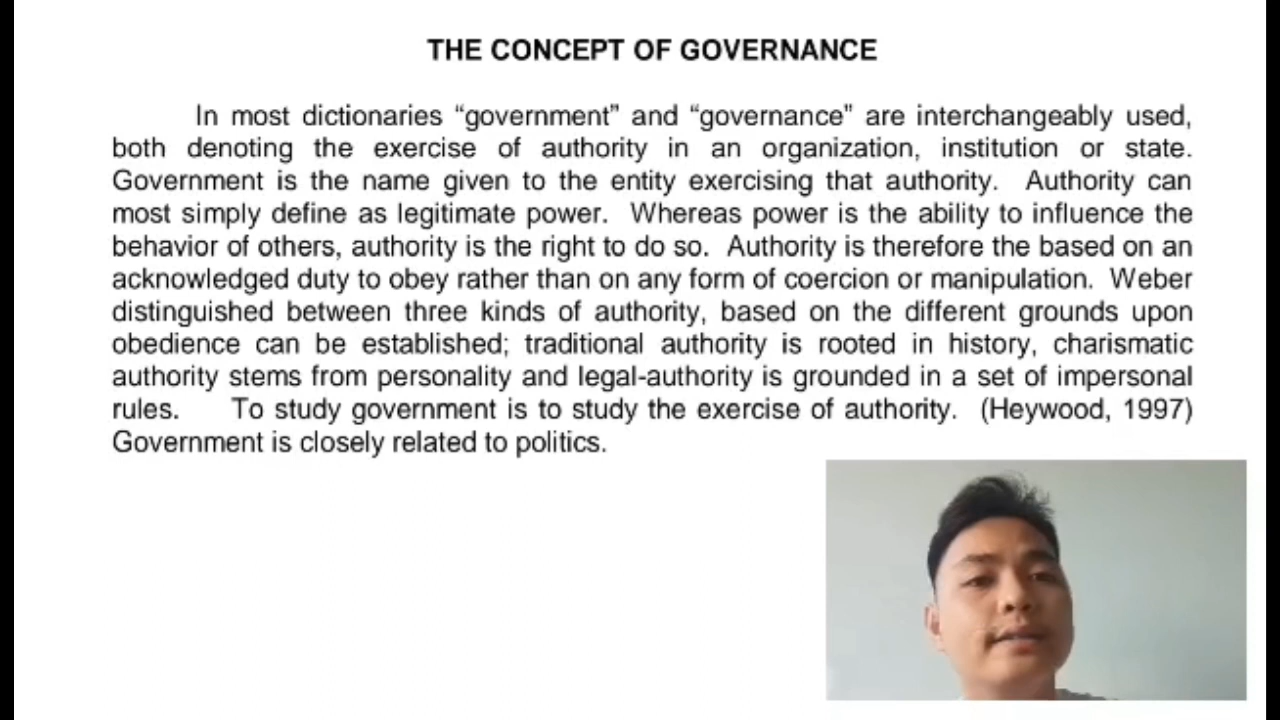 THE CONCEPT OF GOVERNANCE
In most dictionaries “government” and “governance” are interchangeably used,
both denoting the exercise of authority in an organization, institution or state.
Government is the name given to the entity exercising that authority. Authority can
most simply define as legitimate power. Whereas power is the ability to influence the
behavior of others, authority is the right to do so. Authority is therefore the based on an
acknowledged duty to obey rather than on any form of coercion or manipulation. Weber
distinguished between three kinds of authority, based on the different grounds upon
obedience can be established; traditional authority is rooted in history, charismatic
authority stems from personality and legal-authority is grounded in a set of impersonal
rules. To study government is to study the exercise of authority. (Heywood, 1997)
Government is closely related to politics.